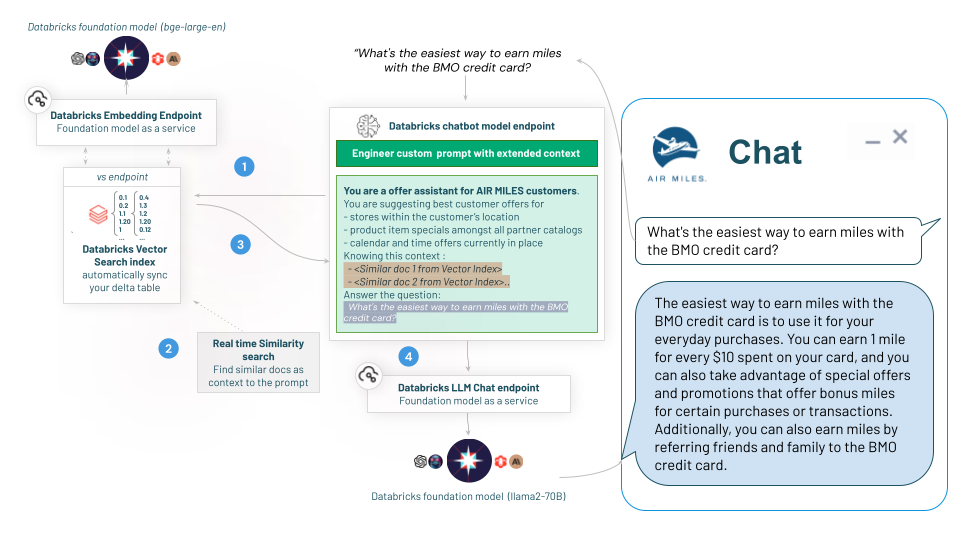 Databricks foundation model (bge-large-en)
Databricks Embedding Endpoint
Foundation model as a service
vs endpoint
0.1 0.4
0.2 1.3
1.1 1.2
1.20 1.20
1 0.12
... ...
Databricks Vector
Search index
automatically sync
your delta table
1
3
2
Real time Similarity
search
Find similar docs as
context to the prompt
“What's the easiest way to earn miles
with the BMO credit card?
Databricks chatbot model endpoint
Engineer custom prompt with extended context
You are a offer assistant for AIR MILES customers.
You are suggesting best customer offers for
- stores within the customer's location
- product item specials amongst all partner catalogs
- calendar and time offers currently in place
Knowing this context :
- <Similar doc 1 from Vector Index>
- <Similar doc 2 from Vector Index>..
Answer the question:
What's the easiest way to earn miles with the BMO
credit card?
4
Databricks LLM Chat endpoint
Foundation model as a service
Databricks foundation model (llama2-70B)
AIR MILES.
Chat
What's the easiest way to earn miles with
the BMO credit card?
The easiest way to earn miles with the
BMO credit card is to use it for your
everyday purchases. You can earn 1 mile
for every $10 spent on your card, and you
can also take advantage of special offers
and promotions that offer bonus miles
for certain purchases or transactions.
Additionally, you can also earn miles by
referring friends and family to the BMO
credit card.